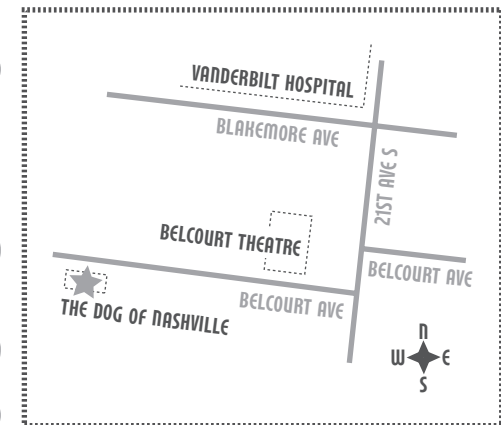 VANDERBILT HOSPITAL
BLAKEMORE AVE
21ST AVE S
BELCOURT THEATRE
BELCOURT AVE
BELCOURT AVE
THE DOG OF NASHVILLE
N
W E
S